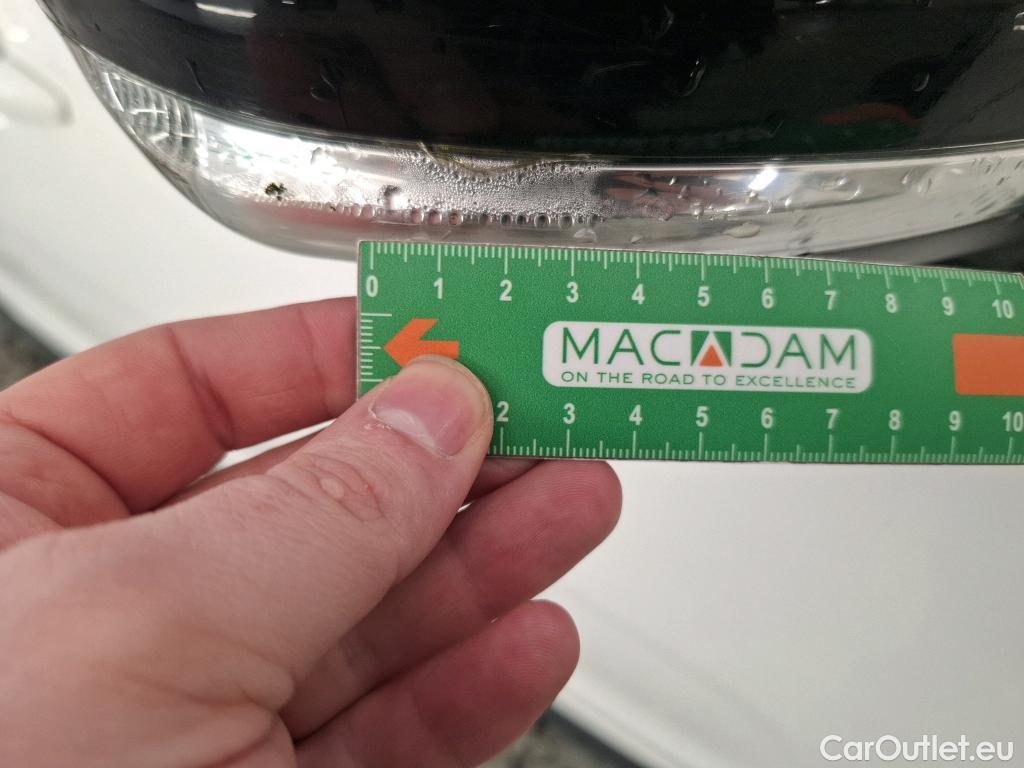 0 1 2 3 4 5 6 7 8 9 10
MACADAM
ON THE ROAD TO EXCELLENCE
2 3 4 5 6 7 8 9 10
CarOutlet.eu